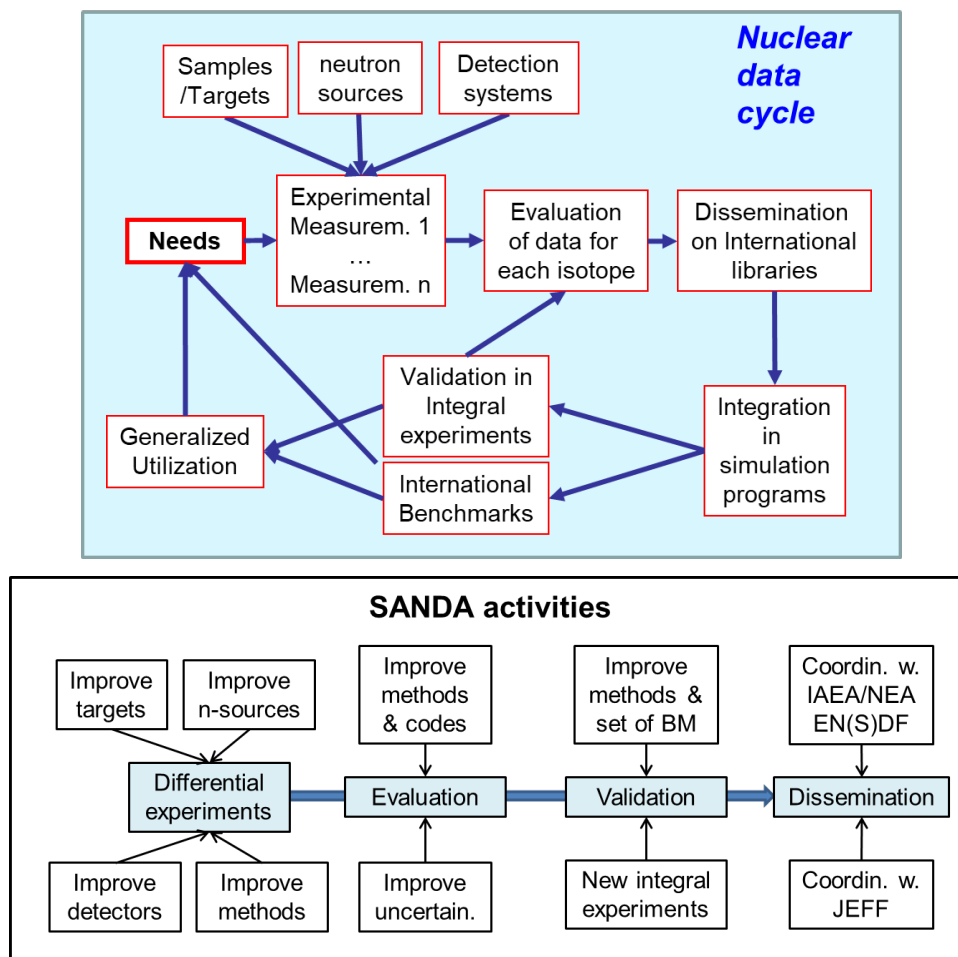 Nuclear
data
cycle
Samples
/Targets
neutron
sources
Detection
systems
Needs
Experimental
Measurem. 1
…
Measurem. n
Evaluation
of data for
each isotope
Dissemination
on International
libraries
Generalized
Utilization
Validation in
Integral
experiments
International
Benchmarks
Integration
in
simulation
programs
SANDA activities
Improve
targets
Improve
n-sources
Improve
methods
& codes
Improve
methods &
set of BM
Coordin. w.
IAEA/NEA
EN(S)DF
Differential
experiments
Evaluation
Validation
Dissemination
Improve
detectors
Improve
methods
Improve
uncertain.
New integral
experiments
Coordin. w.
JEFF